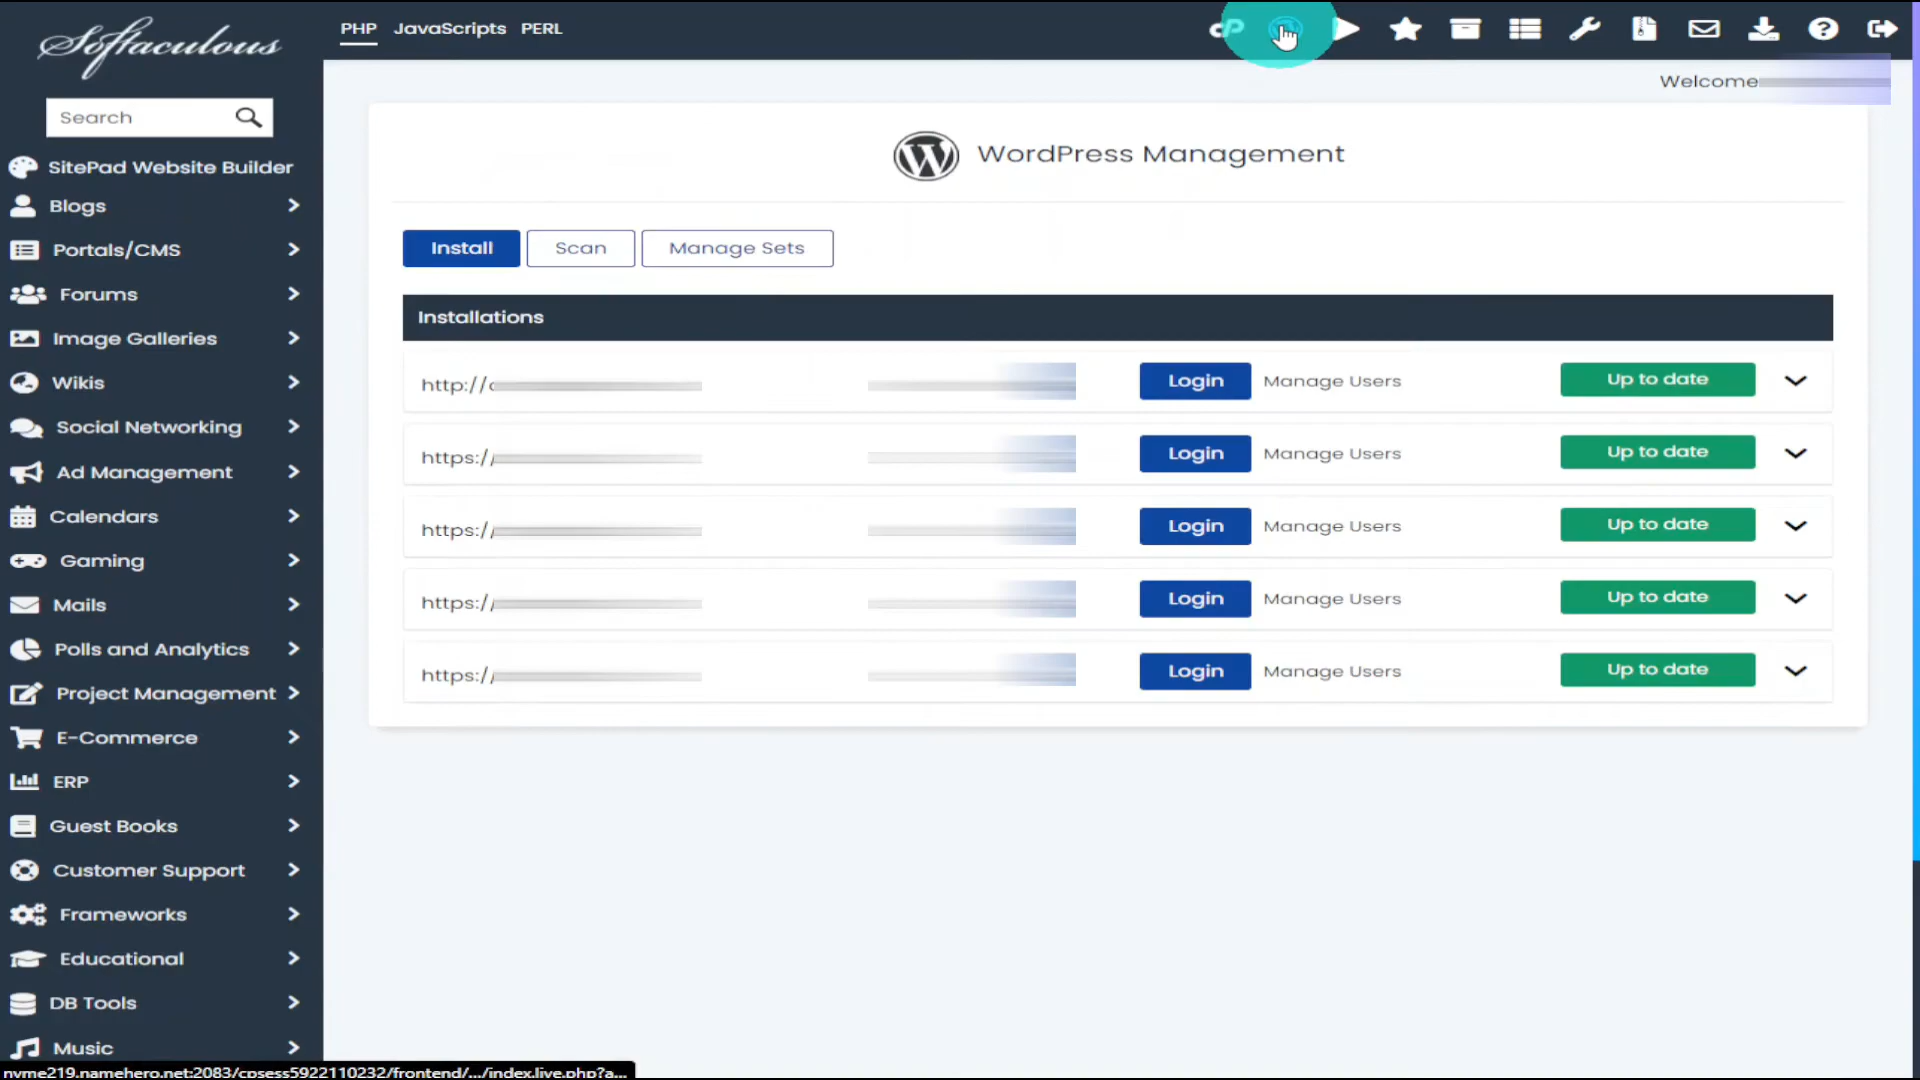 Softaculous
PHP JavaScripts PERL
cP
Welcome
Search
SitePad Website Builder
Blogs
Portals/CMS
Forums
Image Galleries
Wikis
Social Networking
Ad Management
Calendars
Gaming
Mails
Polls and Analytics
Project Management
E-Commerce
ERP
Guest Books
Customer Support
Frameworks
Educational
DB Tools
Music
WordPress Management
Install Scan Manage Sets
Installations
http:// Login Manage Users Up to date
https:/ Login Manage Users Up to date
https:/ Login Manage Users Up to date
https:/ Login Manage Users Up to date
https:/ Login Manage Users Up to date
nvme219.namehero.net:2083/cpsess5922110232/frontend/.../index.live.php?a...